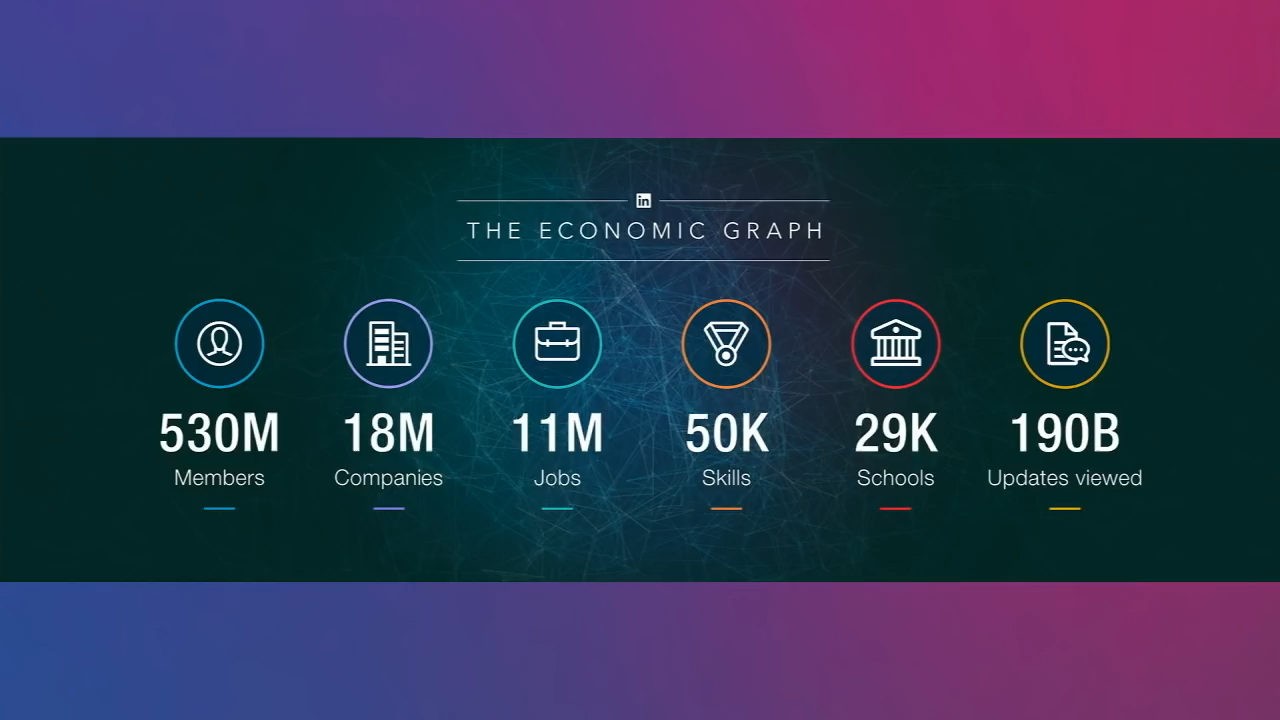 in
THE ECONOMIC GRAPH
530M
Members
18M
Companies
11M
Jobs
50K
Skills
29K
Schools
190B
Updates viewed